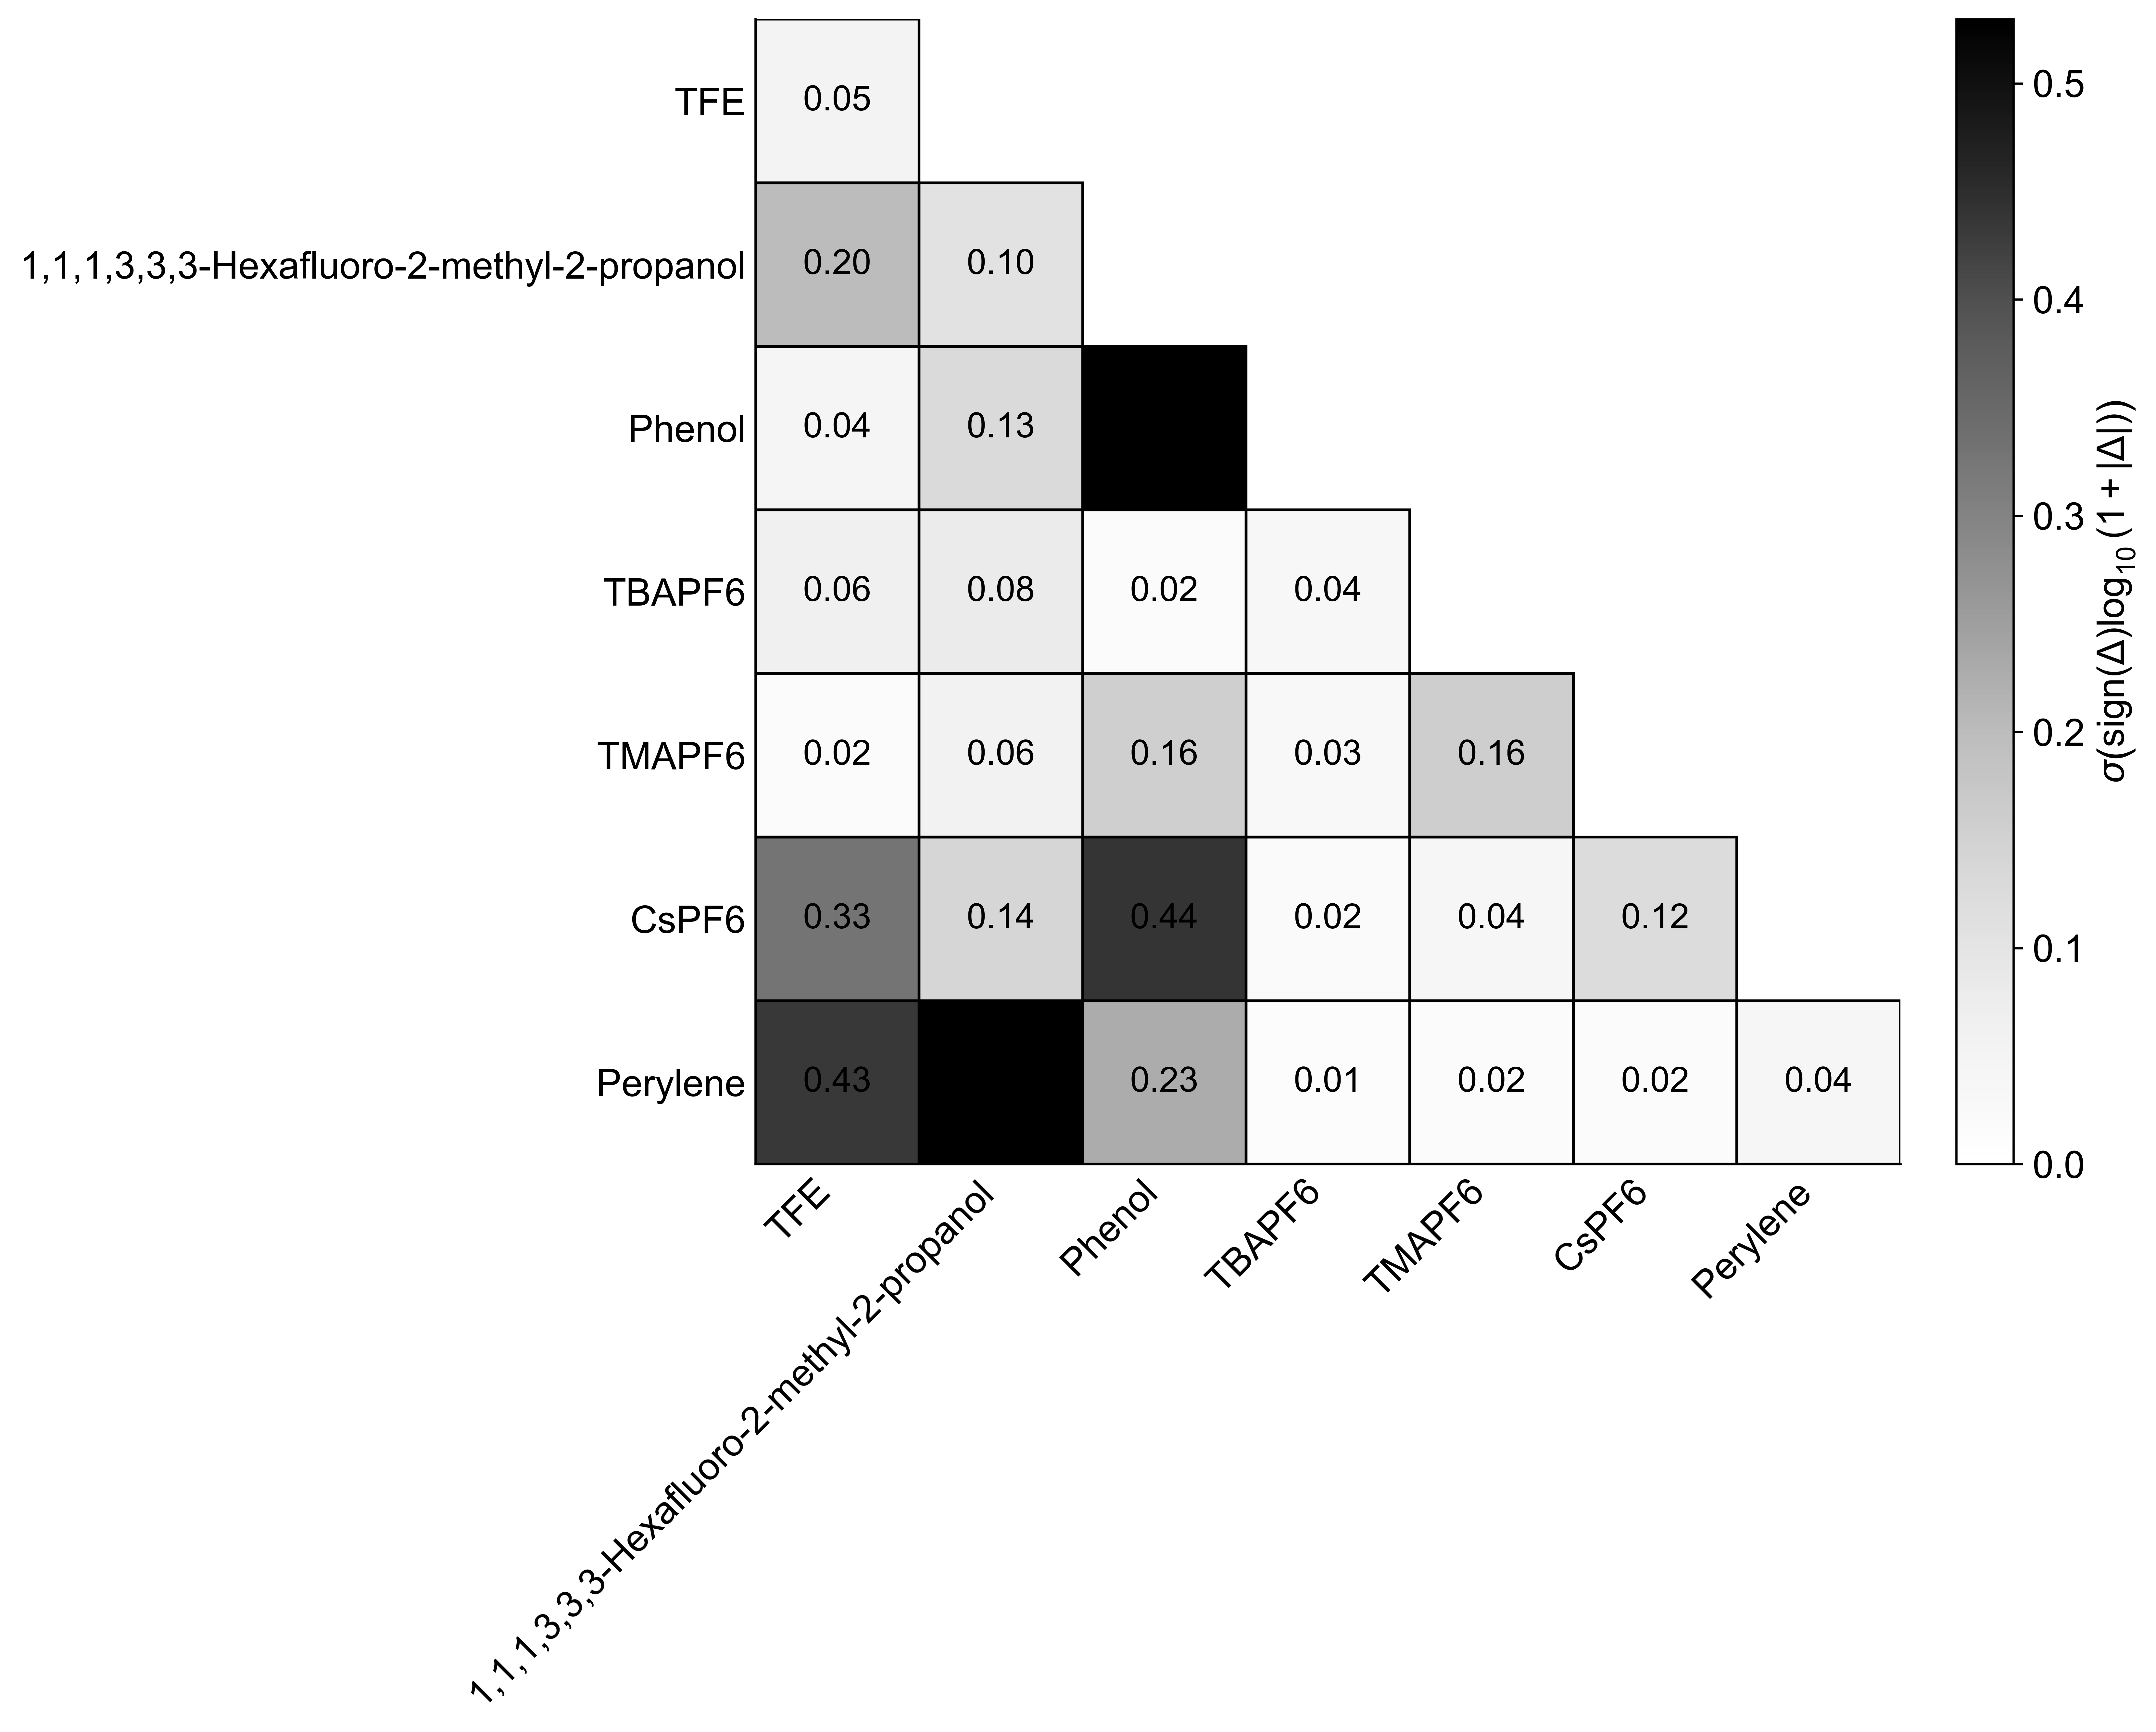 TFE
0.05
1,1,1,3,3,3-Hexafluoro-2-methyl-2-propanol
0.20 0.10
Phenol
0.04 0.13
TBAPF6
0.06 0.08 0.02 0.04
TMAPF6
0.02 0.06 0.16 0.03 0.16
CsPF6
0.33 0.14 0.44 0.02 0.04 0.12
Perylene
0.43 0.23 0.01 0.02 0.02 0.04
TFE
1,1,1,3,3,3-Hexafluoro-2-methyl-2-propanol
Phenol
TBAPF6
TMAPF6
CsPF6
Perylene
0.5
0.4
0.3
0.2
0.1
0.0
σ(sign(Δ)log₁₀ (1 + |Δ|))